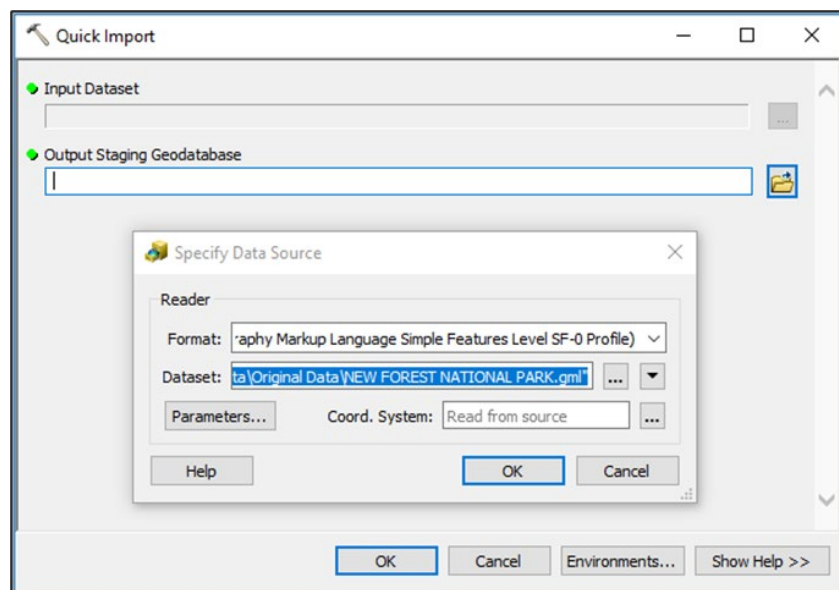 Quick Import
Input Dataset
...
Output Staging Geodatabase
Specify Data Source
Reader
Format: raphy Markup Language Simple Features Level SF-0 Profile)
Dataset: ta\Original Data\NEW FOREST NATIONAL PARK.gml" ...
Parameters... Coord. System: Read from source ...
Help OK Cancel
OK Cancel Environments... Show Help >>